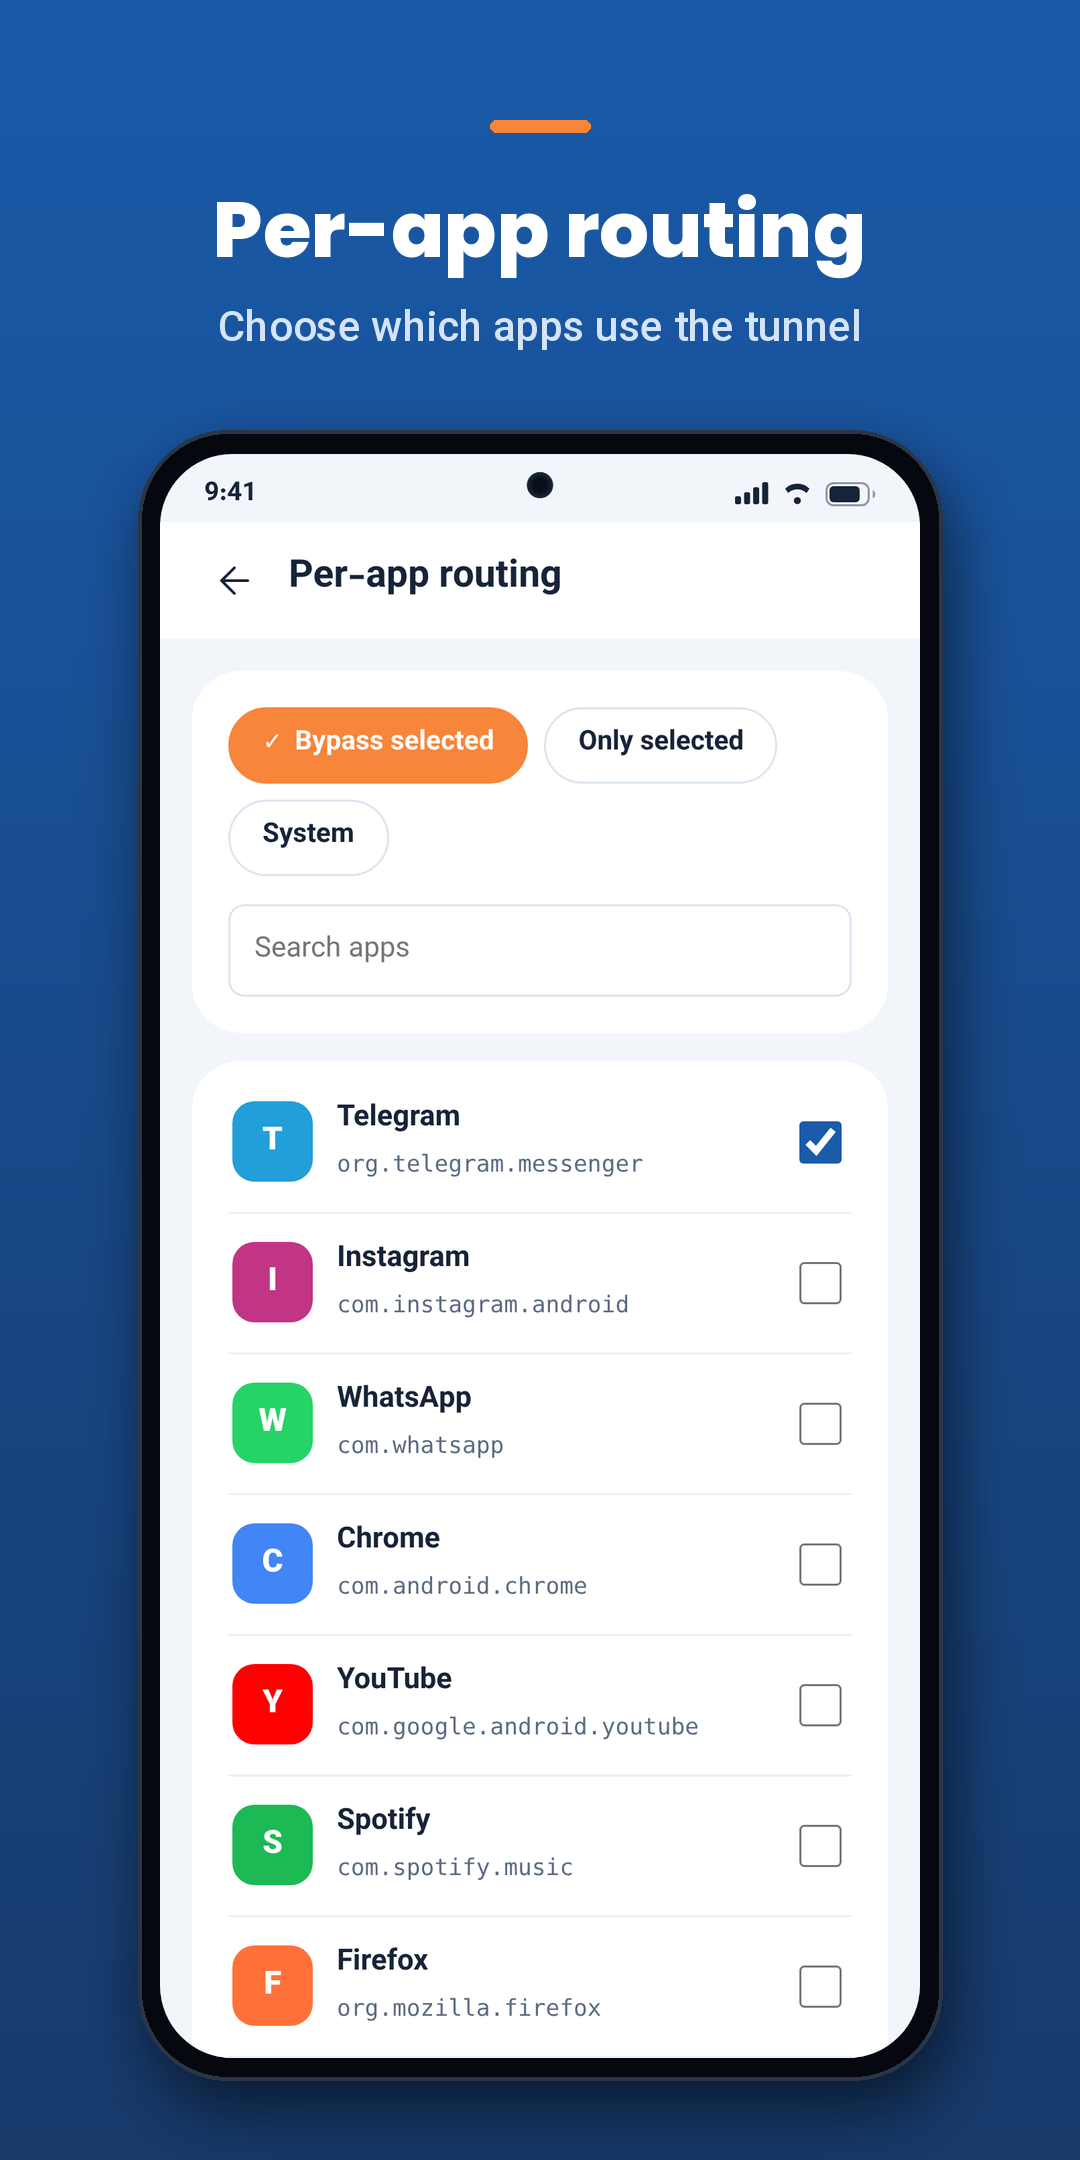 Per-app routing
Choose which apps use the tunnel
9:41
Per-app routing
✓ Bypass selected
Only selected
System
Search apps
T
Telegram
org.telegram.messenger
I
Instagram
com.instagram.android
W
WhatsApp
com.whatsapp
C
Chrome
com.android.chrome
Y
YouTube
com.google.android.youtube
S
Spotify
com.spotify.music
F
Firefox
org.mozilla.firefox